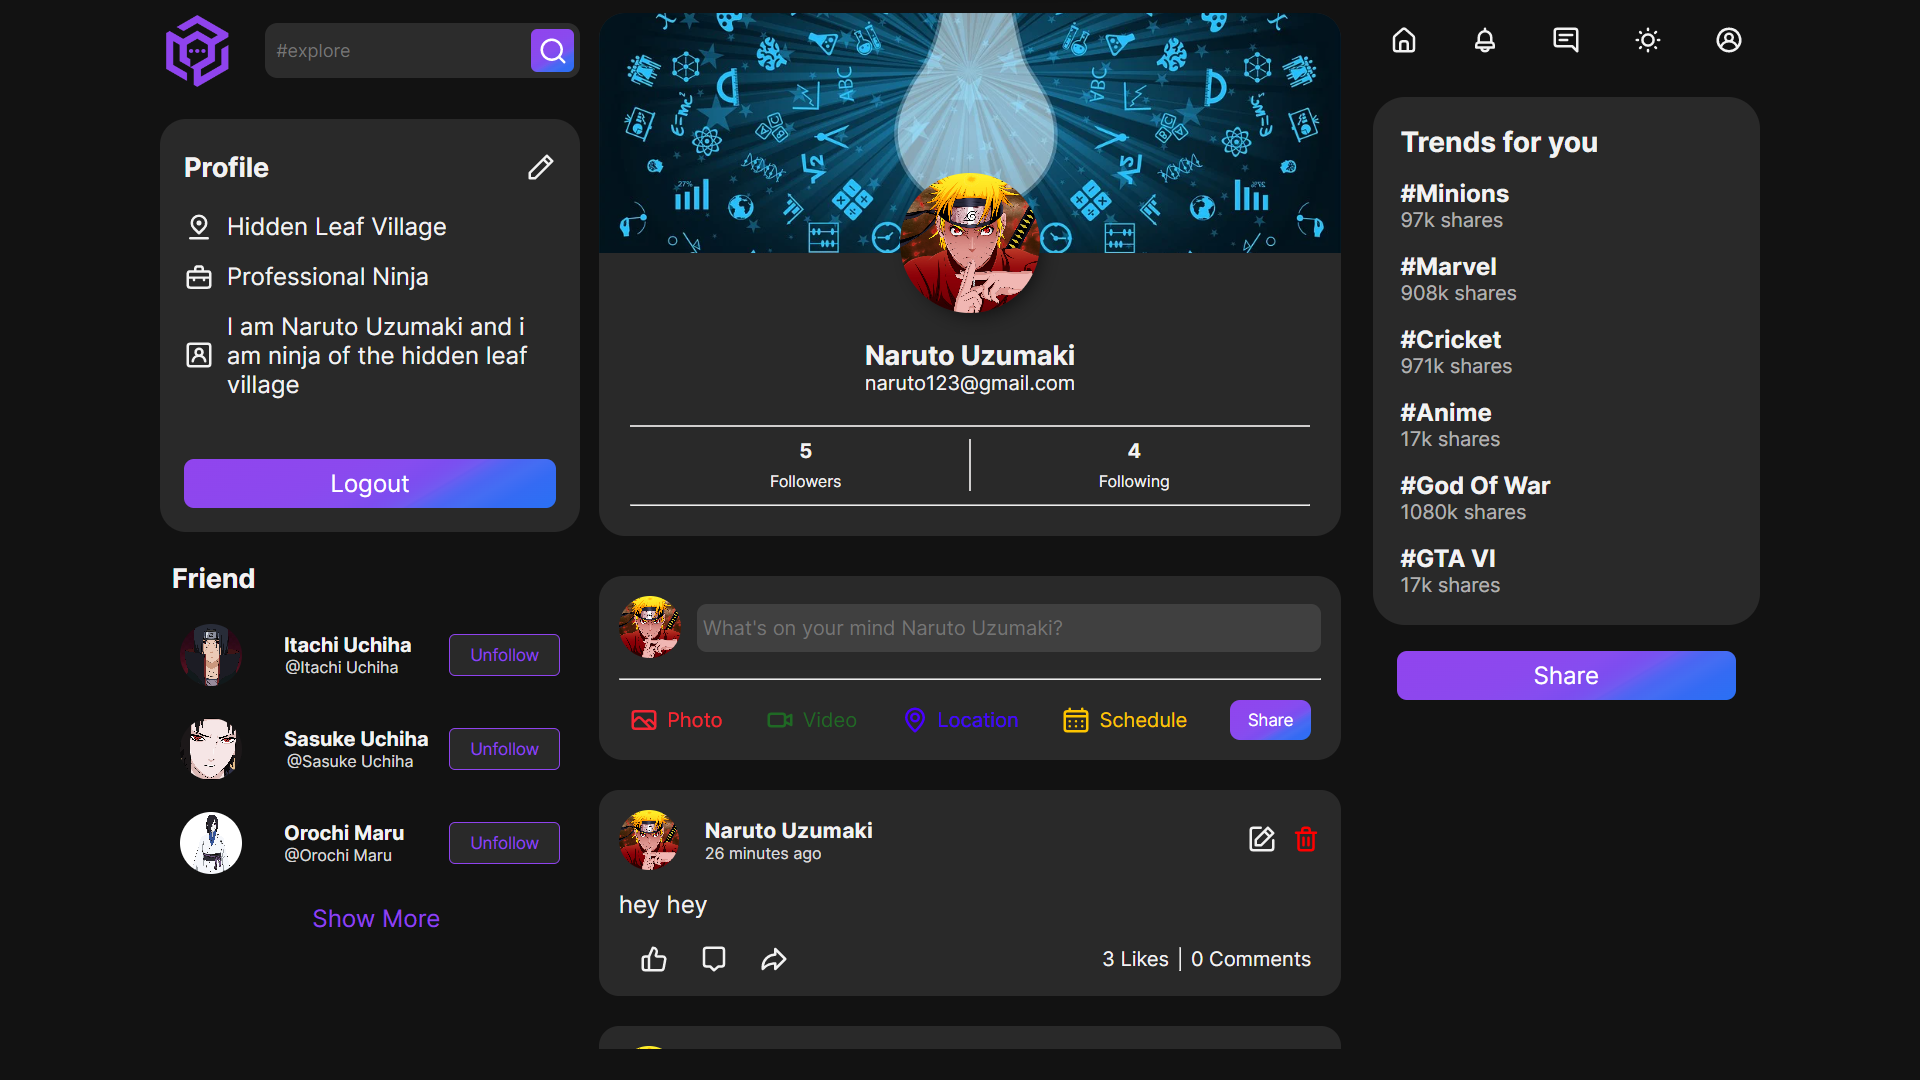 #explore
Profile
Hidden Leaf Village
Professional Ninja
I am Naruto Uzumaki and i
am ninja of the hidden leaf
village
Logout
Friend
Itachi Uchiha
@Itachi Uchiha
Unfollow
Sasuke Uchiha
@Sasuke Uchiha
Unfollow
Orochi Maru
@Orochi Maru
Unfollow
Show More
ABC
E=mc²
27%
√2
Naruto Uzumaki
naruto123@gmail.com
5
Followers
4
Following
What's on your mind Naruto Uzumaki?
Photo
Video
Location
Schedule
Share
Naruto Uzumaki
26 minutes ago
hey hey
3 Likes | 0 Comments
Trends for you
#Minions
97k shares
#Marvel
908k shares
#Cricket
971k shares
#Anime
17k shares
#God Of War
1080k shares
#GTA VI
17k shares
Share